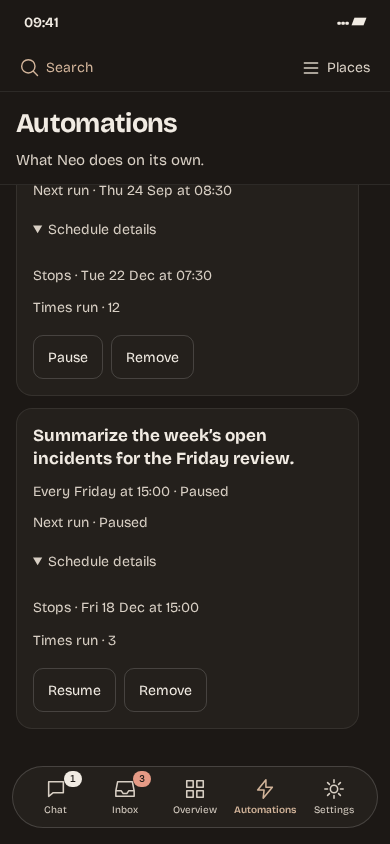 09:41
Search
Places
Automations
What Neo does on its own.
Next run · Thu 24 Sep at 08:30
▼ Schedule details
Stops · Tue 22 Dec at 07:30
Times run · 12
Pause
Remove
Summarize the week’s open
incidents for the Friday review.
Every Friday at 15:00 · Paused
Next run · Paused
▼ Schedule details
Stops · Fri 18 Dec at 15:00
Times run · 3
Resume
Remove
1
3
Chat
Inbox
Overview
Automations
Settings